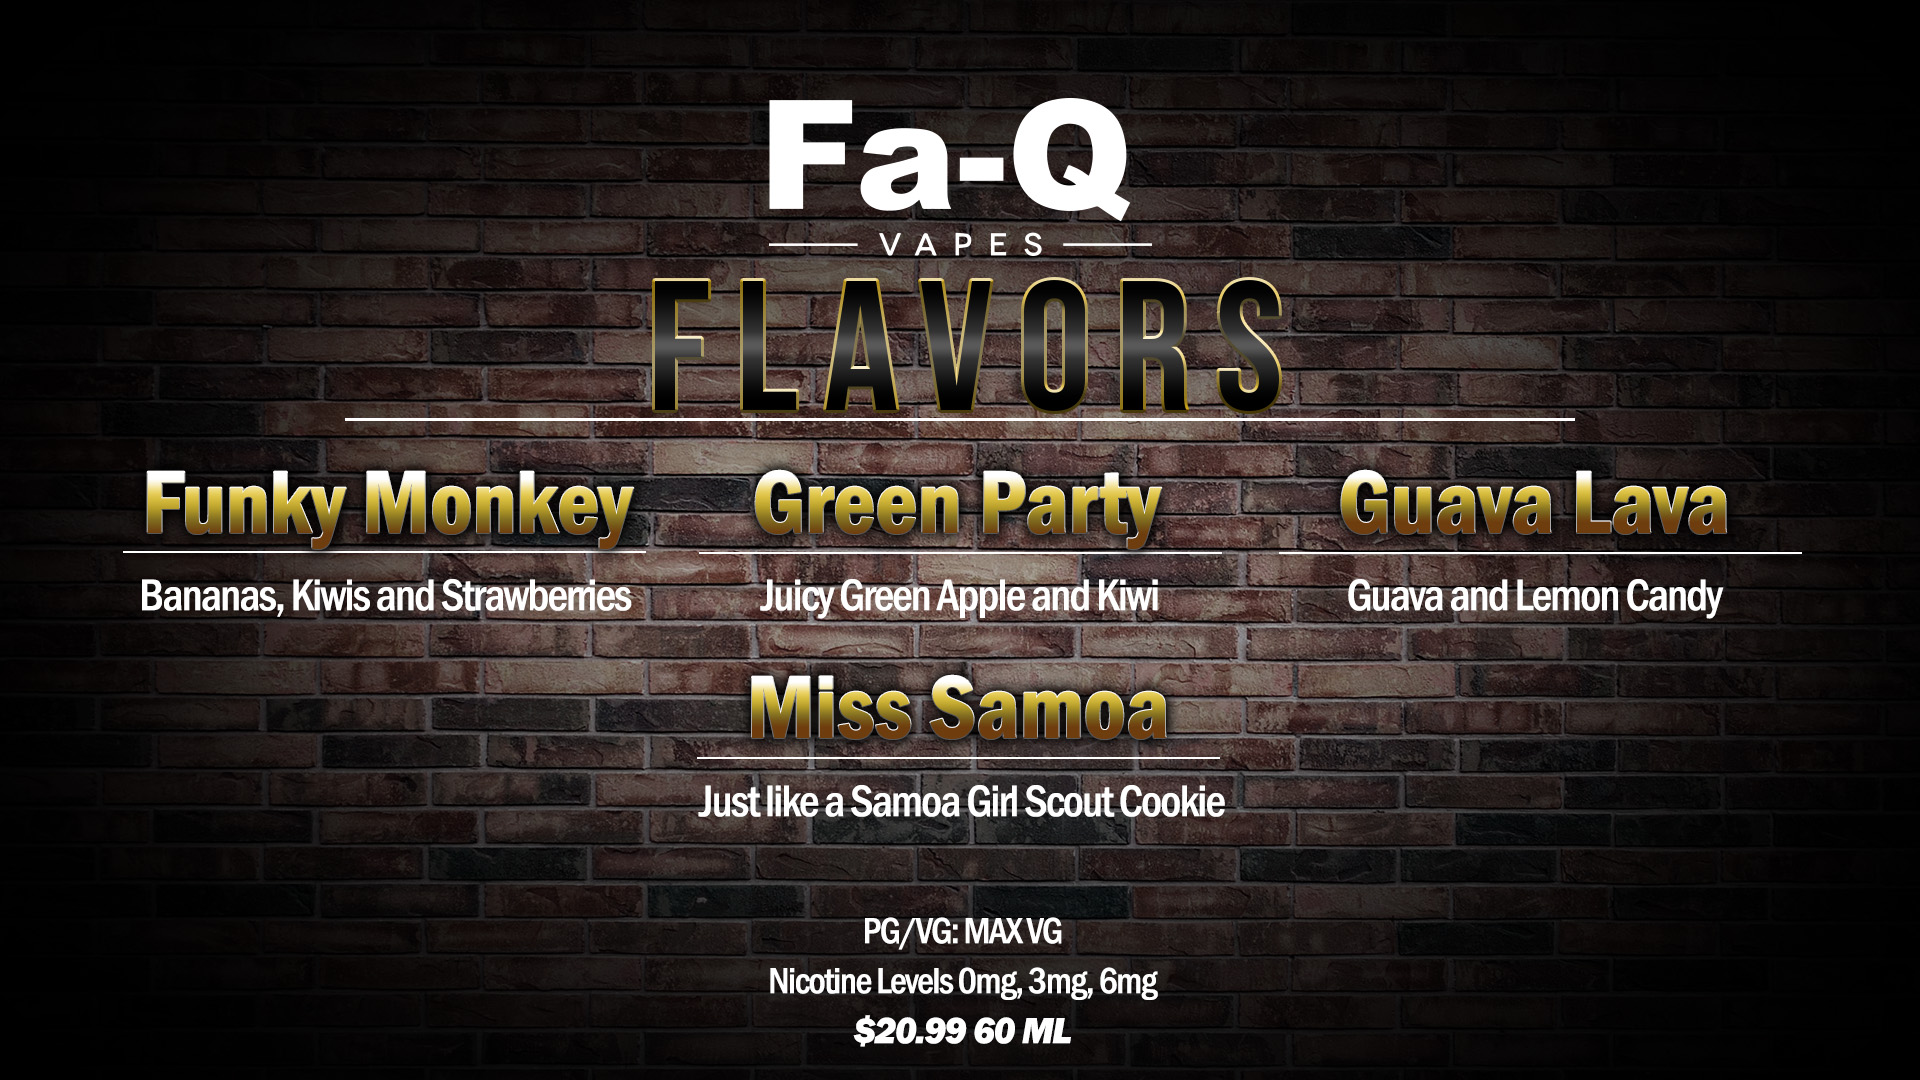 Fa-Q
VAPES
FLAVORS
Funky Monkey
Bananas, Kiwis and Strawberries
Green Party
Juicy Green Apple and Kiwi
Guava Lava
Guava and Lemon Candy
Miss Samoa
Just like a Samoa Girl Scout Cookie
PG/VG: MAX VG
Nicotine Levels 0mg, 3mg, 6mg
$20.99 60 ML